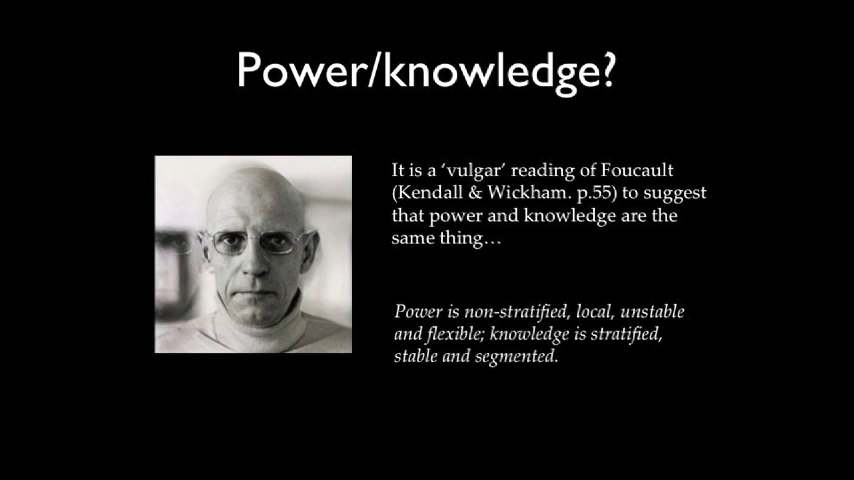 Power/knowledge?
It is a ‘vulgar’ reading of Foucault
(Kendall & Wickham. p.55) to suggest
that power and knowledge are the
same thing…
Power is non-stratified, local, unstable
and flexible; knowledge is stratified,
stable and segmented.